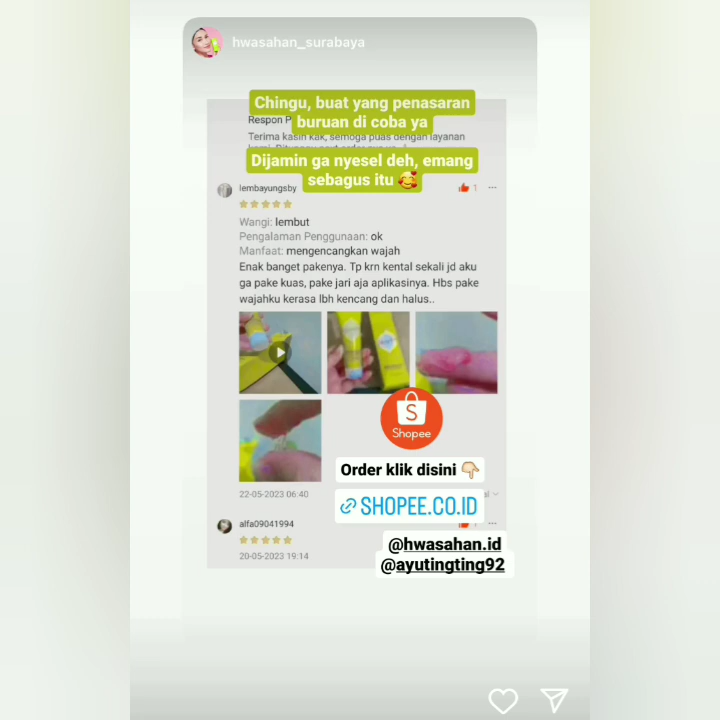 hwasahan_surabaya
Chingu, buat yang penasaran
buruan di coba ya
Respon P
Terima kasih kak, semoga puas dengan layanan
Dijamin ga nyesel deh, emang
sebagus itu 🥰
lembayungsby
1
Wangi: lembut
Pengalaman Penggunaan: ok
Manfaat: mengencangkan wajah
Enak banget pakenya. Tp krn kental sekali jd aku
ga pake kuas, pake jari aja aplikasinya. Hbs pake
wajahku kerasa lbh kencang dan halus..
S
Shopee
Order klik disini 👇🏻
22-05-2023 06:40
SHOPEE.CO.ID
alfa09041994
@hwasahan.id
20-05-2023 19:14
@ayutingting92